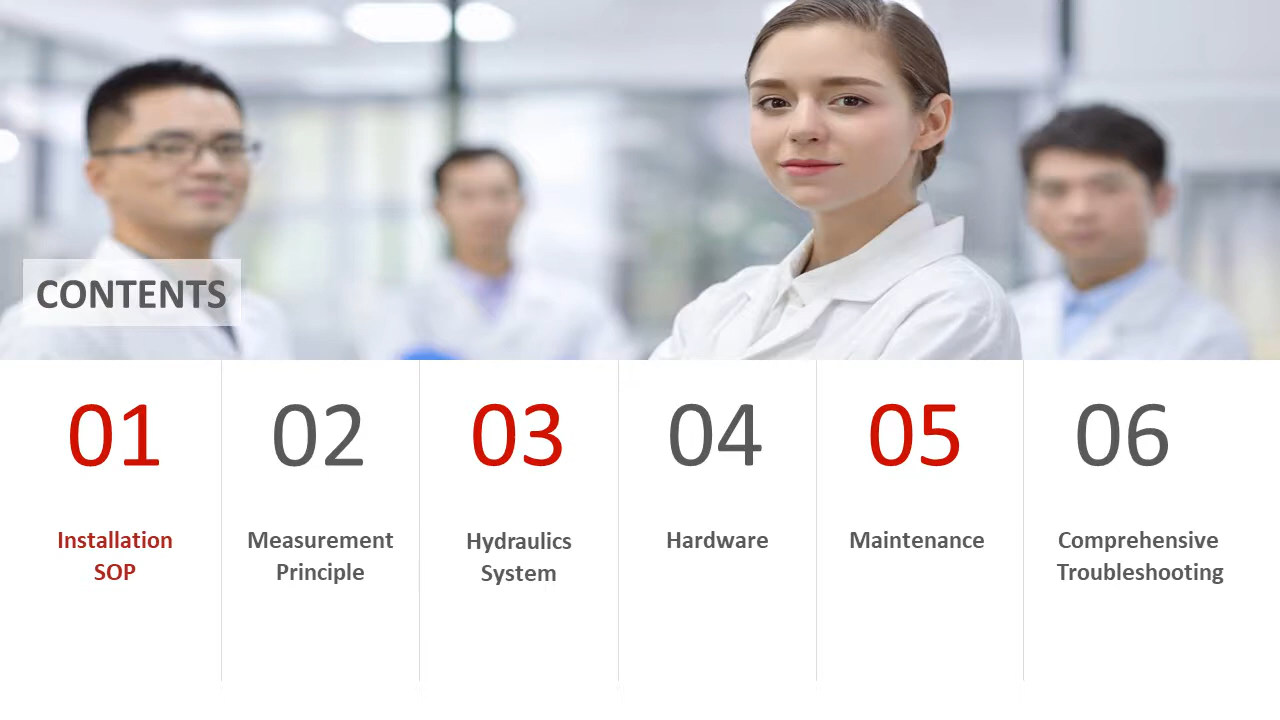 CONTENTS
01
02
03
04
05
06
Installation
SOP
Measurement
Principle
Hydraulics
System
Hardware
Maintenance
Comprehensive
Troubleshooting